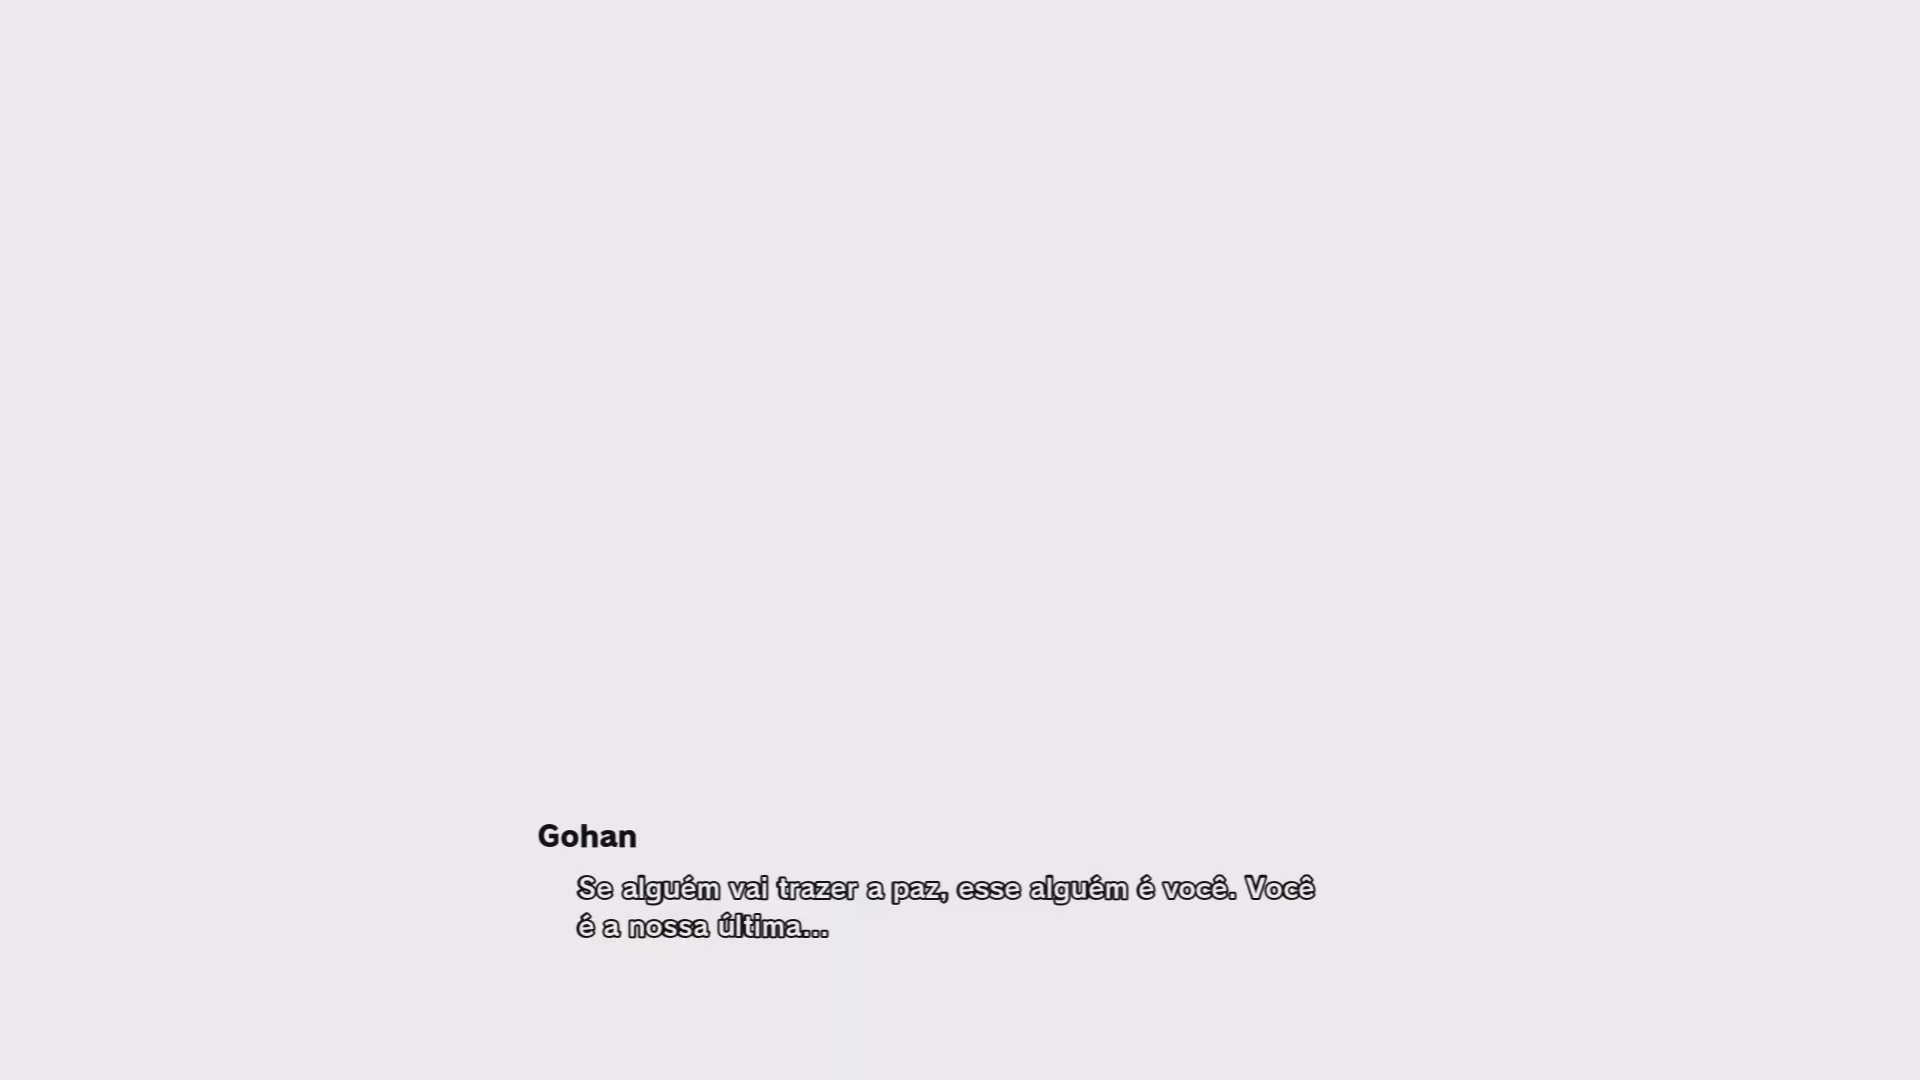 Gohan
Se alguém vai trazer a paz, esse alguém é você. Você
é a nossa última...